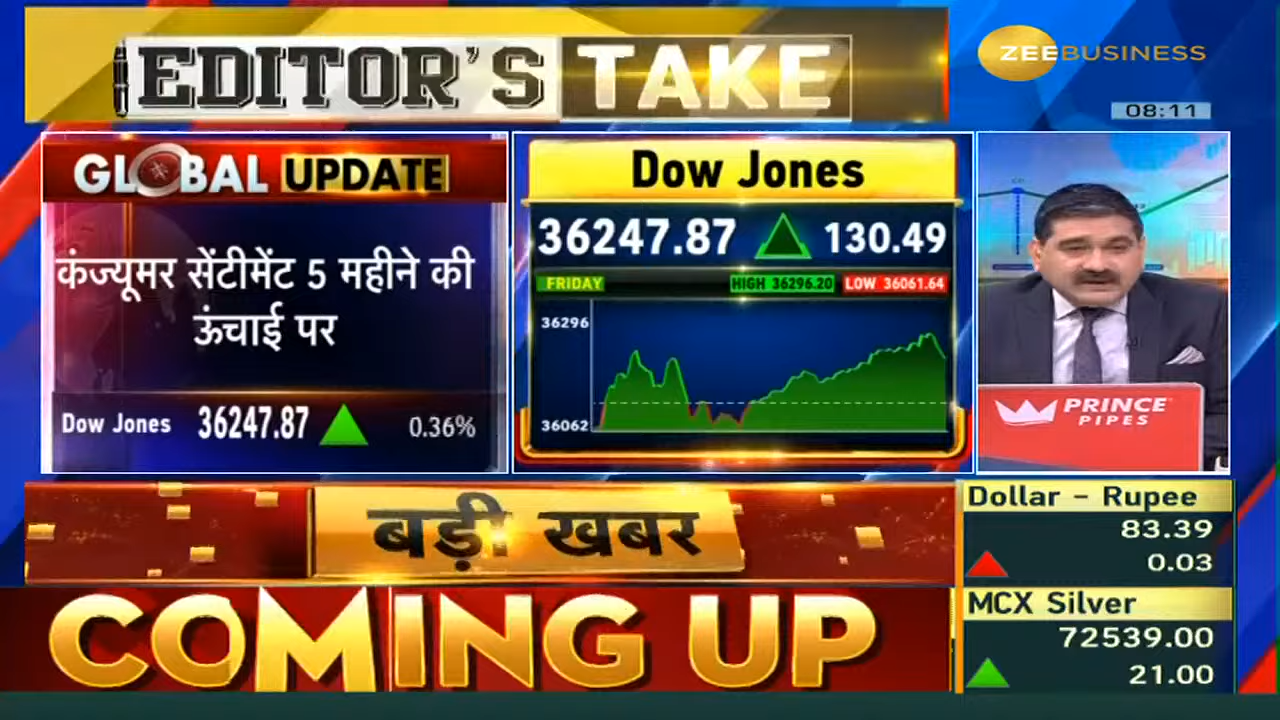 EDITOR'S TAKE
ZEEBUSINESS
08:11
GLOBAL UPDATE
कंज्यूमर सेंटीमेंट 5 महीने की
ऊंचाई पर
Dow Jones 36247.87 0.36%
Dow Jones
36247.87 130.49
FRIDAY HIGH 36296.20 LOW 36061.64
36296
36062
PRINCE
PIPES
बड़ी खबर
COMING UP
Dollar - Rupee
83.39
0.03
MCX Silver
72539.00
21.00